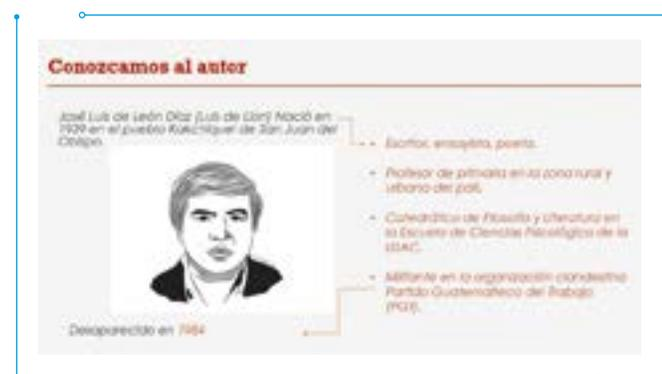 Conozcamos al autor
José Luis de León Díaz (Luis de Lion) Nació en
1939 en el pueblo Kakchiquel de San Juan del
Obispo.
• Escritor, ensayista, poeta.
• Profesor de primaria en la zona rural y
urbana del país.
• Catedrático de Filosofía y Literatura en
la Escuela de Ciencias Psicológica de la
USAC.
• Militante en la organización clandestina
Partido Guatemalteco del Trabajo
(PGT).
Desaparecido en 1984